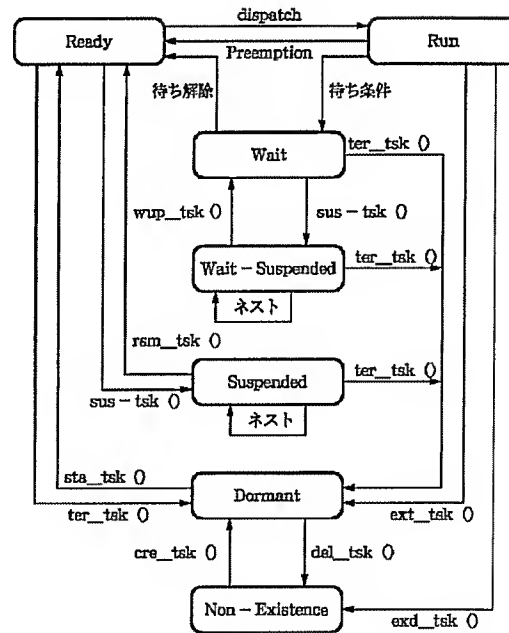 dispatch
Ready
Run
Preemption
待ち解除
待ち条件
Wait
ter_tsk ()
wup_tsk ()
sus-tsk ()
Wait-Suspended
ter_tsk ()
ネスト
rsm_tsk ()
Suspended
ter_tsk ()
sus-tsk ()
ネスト
sta_tsk ()
Dormant
ter_tsk ()
ext_tsk ()
cre_tsk ()
del_tsk ()
Non-Existence
exd_tsk ()